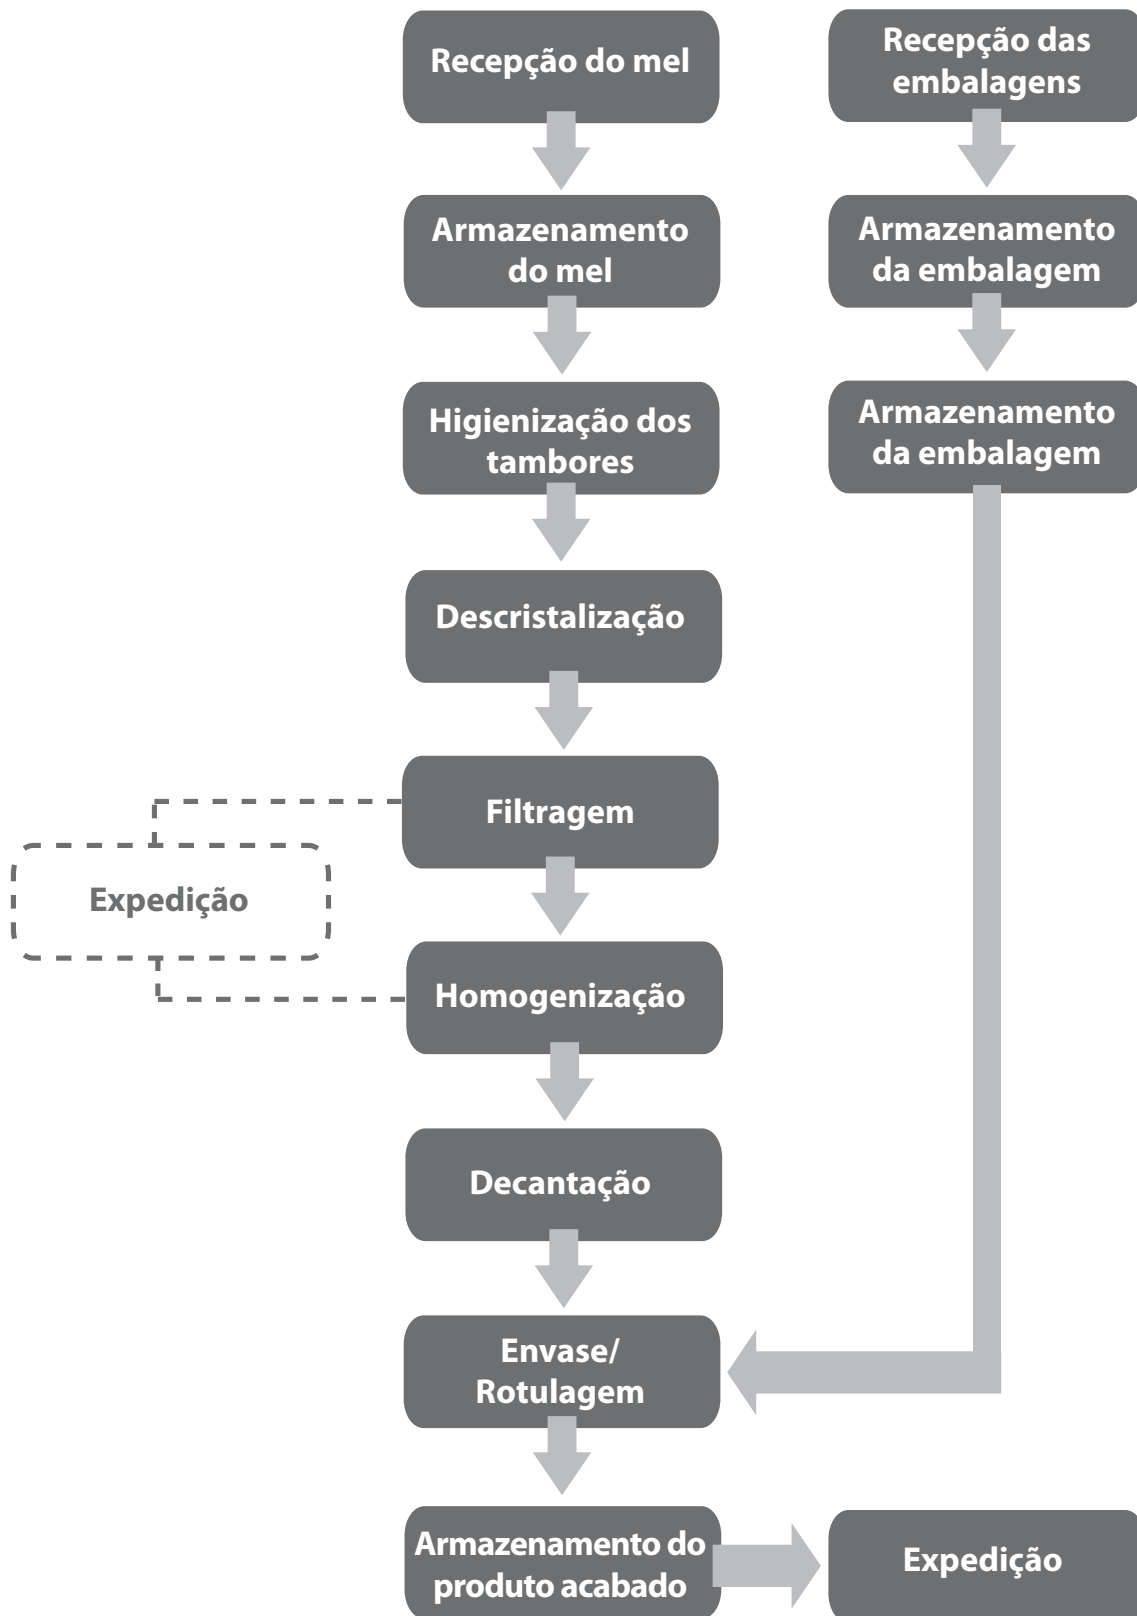 Recepção do mel
Recepção das
embalagens
Armazenamento
do mel
Armazenamento
da embalagem
Higienização dos
tambores
Armazenamento
da embalagem
Descristalização
Filtragem
Expedição
Homogenização
Decantação
Envase/
Rotulagem
Armazenamento do
produto acabado
Expedição